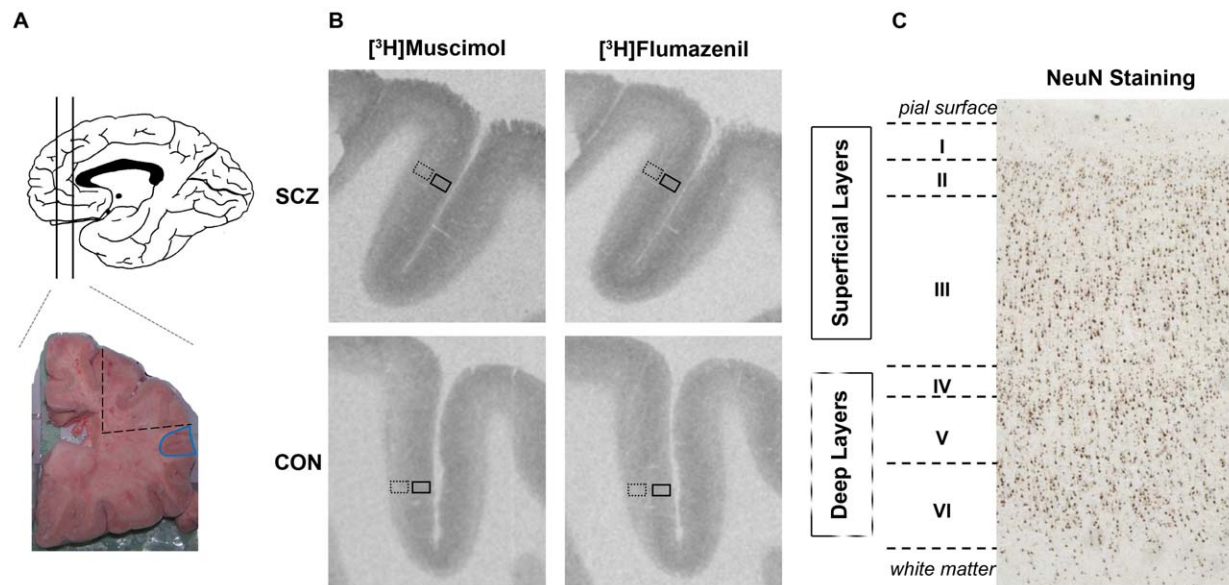 A
B
C
[³H]Muscimol
[³H]Flumazenil
NeuN Staining
SCZ
CON
Superficial Layers
Deep Layers
pial surface
I
II
III
IV
V
VI
white matter